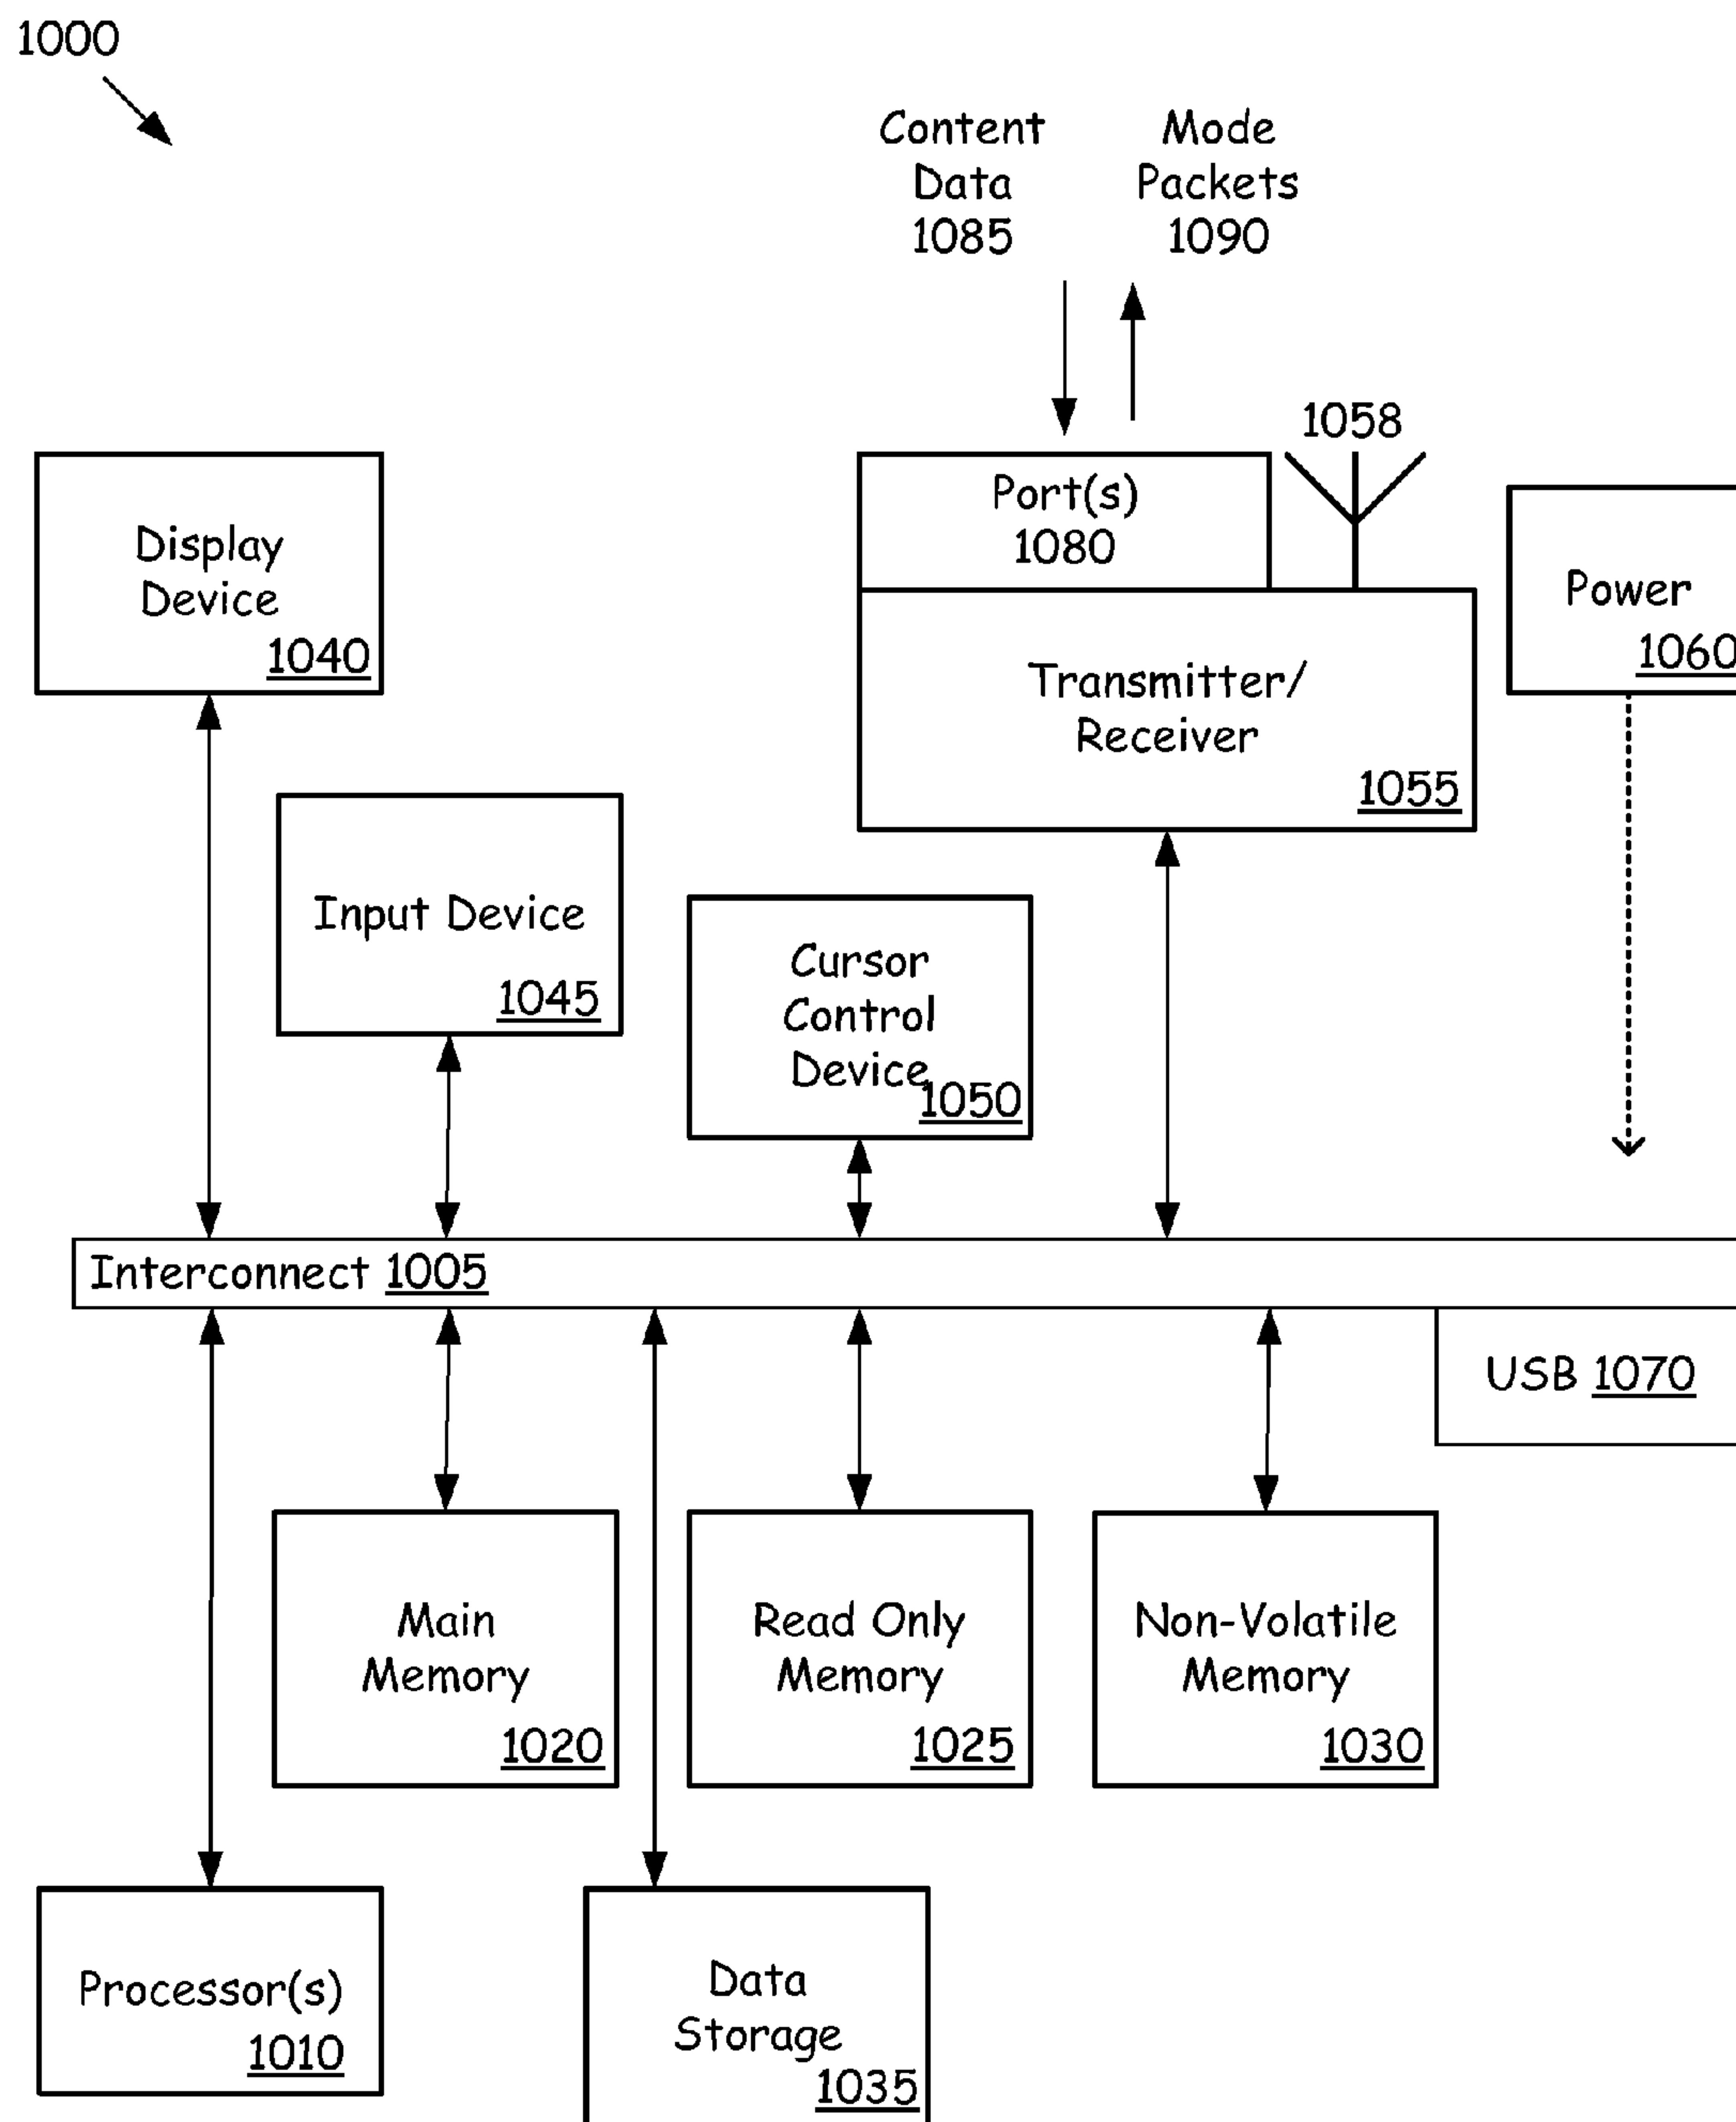 1000
Content
Data
1085
Mode
Packets
1090
1058
Port(s)
1080
Display
Device
1040
Power
1060
Transmitter/
Receiver
1055
Input Device
1045
Cursor
Control
Device
1050
Interconnect 1005
USB 1070
Main
Memory
1020
Read Only
Memory
1025
Non-Volatile
Memory
1030
Processor(s)
1010
Data
Storage
1035